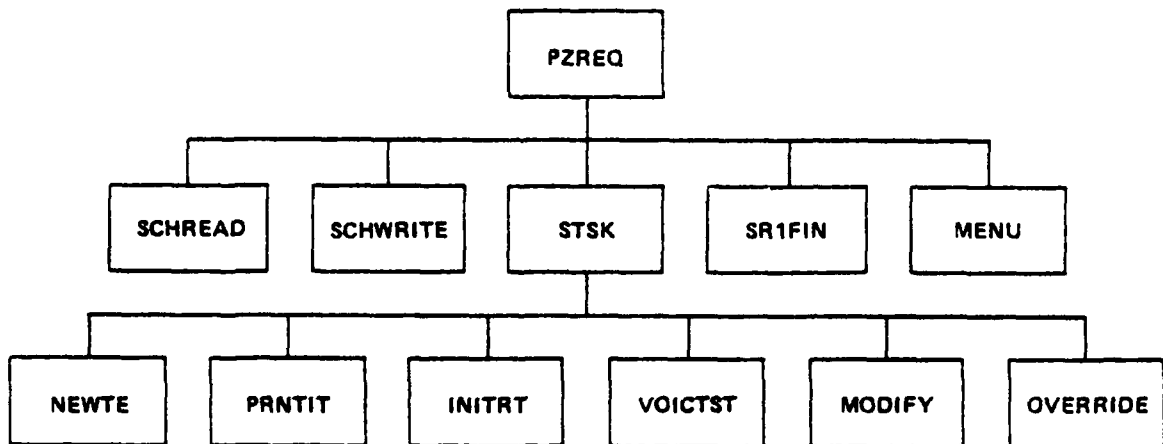 PZREQ
SCHREAD
SCHWRITE
STSK
SR1FIN
MENU
NEWTE
PRNTIT
INITRT
VOICTST
MODIFY
OVERRIDE